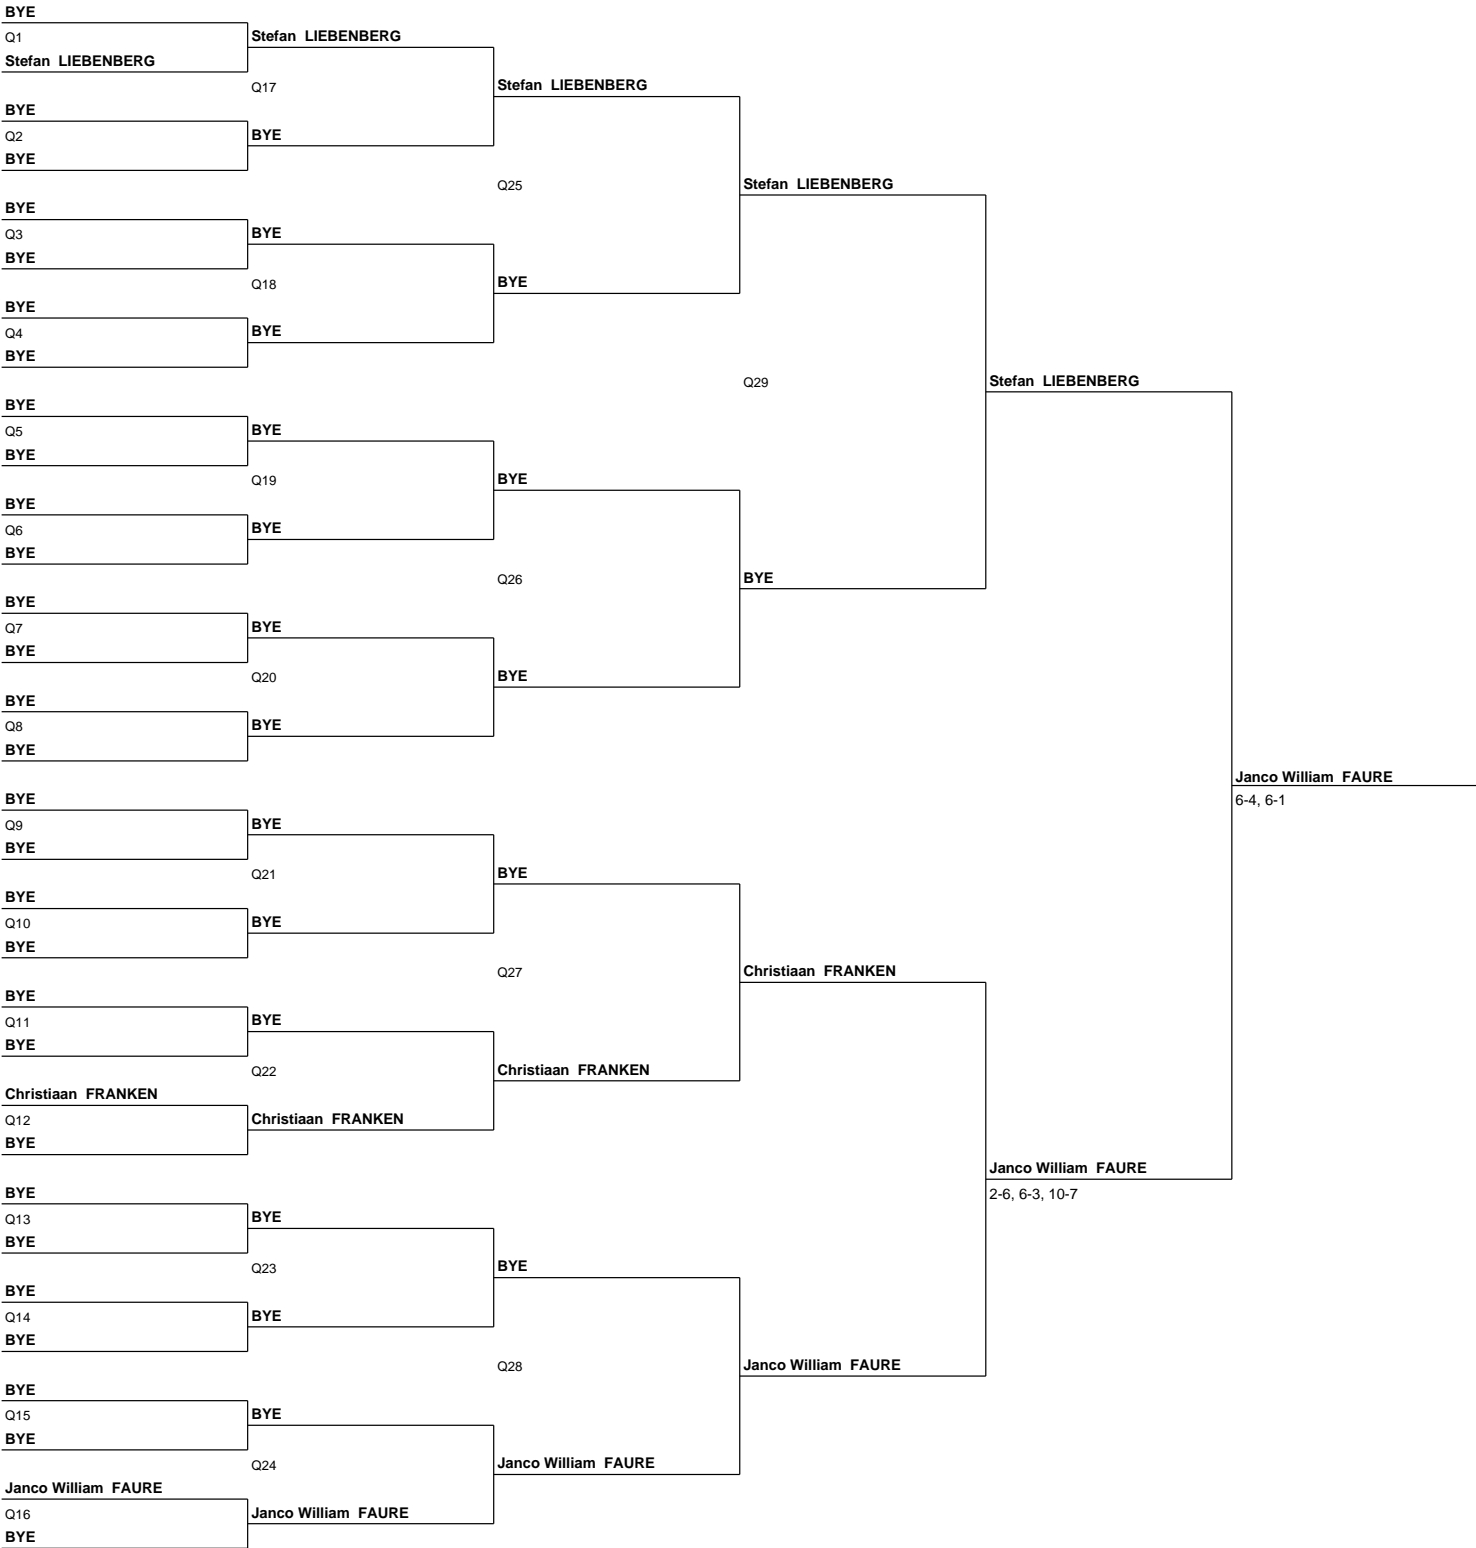 BYE
Q1
Stefan LIEBENBERG
BYE
Q2
BYE
BYE
Q3
BYE
BYE
Q4
BYE
BYE
Q5
BYE
BYE
Q6
BYE
BYE
Q7
BYE
BYE
Q8
BYE
BYE
Q9
BYE
BYE
Q10
BYE
BYE
Q11
BYE
Christiaan FRANKEN
Q12
BYE
BYE
Q13
BYE
BYE
Q14
BYE
BYE
Q15
BYE
Janco William FAURE
Q16
BYE
Stefan LIEBENBERG
Q17
BYE
BYE
Q18
BYE
BYE
Q19
BYE
BYE
Q20
BYE
BYE
Q21
BYE
BYE
Q22
Christiaan FRANKEN
BYE
Q23
BYE
BYE
Q24
Janco William FAURE
Stefan LIEBENBERG
Q25
BYE
BYE
Q26
BYE
BYE
Q27
Christiaan FRANKEN
BYE
Q28
Janco William FAURE
Stefan LIEBENBERG
Q29
BYE
Christiaan FRANKEN
Janco William FAURE
Stefan LIEBENBERG
Janco William FAURE
2-6, 6-3, 10-7
Janco William FAURE
6-4, 6-1